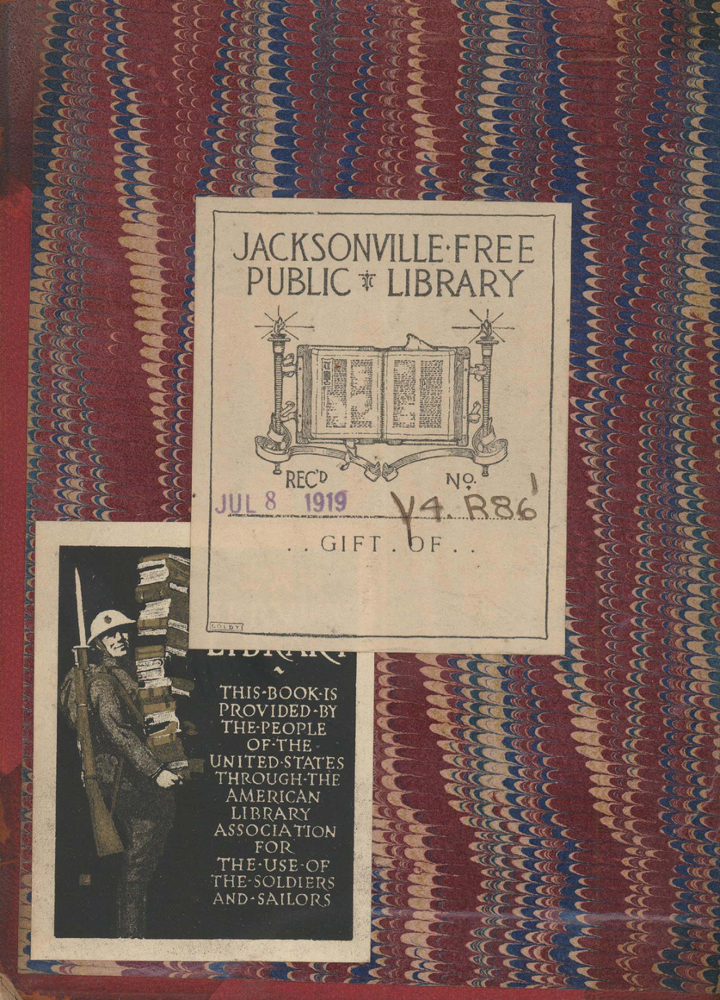 JACKSONVILLE·FREE
PUBLIC LIBRARY
REC'D No.
JUL 8 1919 Y4.R86
1
..GIFT.OF..
COLBY
LIBRARY
THIS·BOOK·IS
PROVIDED·BY
THE·PEOPLE
OF·THE
UNITED·STATES
THROUGH·THE
AMERICAN
LIBRARY
ASSOCIATION
FOR
THE·USE·OF
THE·SOLDIERS
AND·SAILORS